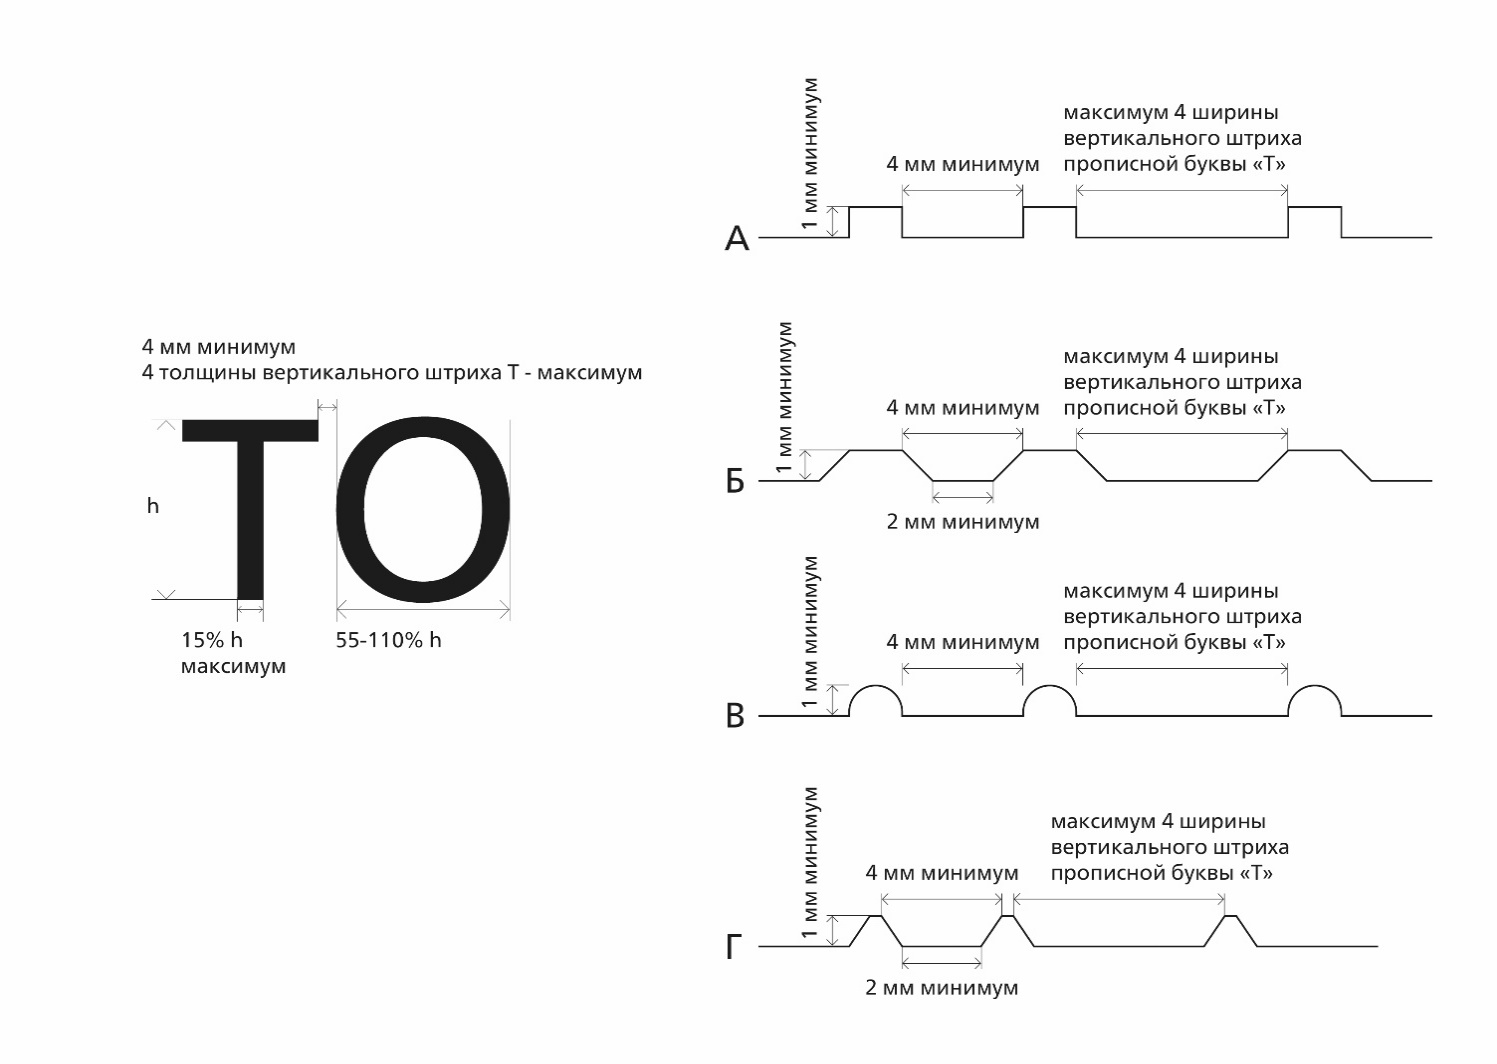 4 мм минимум
4 толщины вертикального штриха Т - максимум
ТО
h
15% h
максимум
55-110% h
1 мм минимум
4 мм минимум
максимум 4 ширины
вертикального штриха
прописной буквы «Т»
А
1 мм минимум
4 мм минимум
максимум 4 ширины
вертикального штриха
прописной буквы «Т»
Б
2 мм минимум
1 мм минимум
4 мм минимум
максимум 4 ширины
вертикального штриха
прописной буквы «Т»
В
1 мм минимум
4 мм минимум
максимум 4 ширины
вертикального штриха
прописной буквы «Т»
Г
2 мм минимум